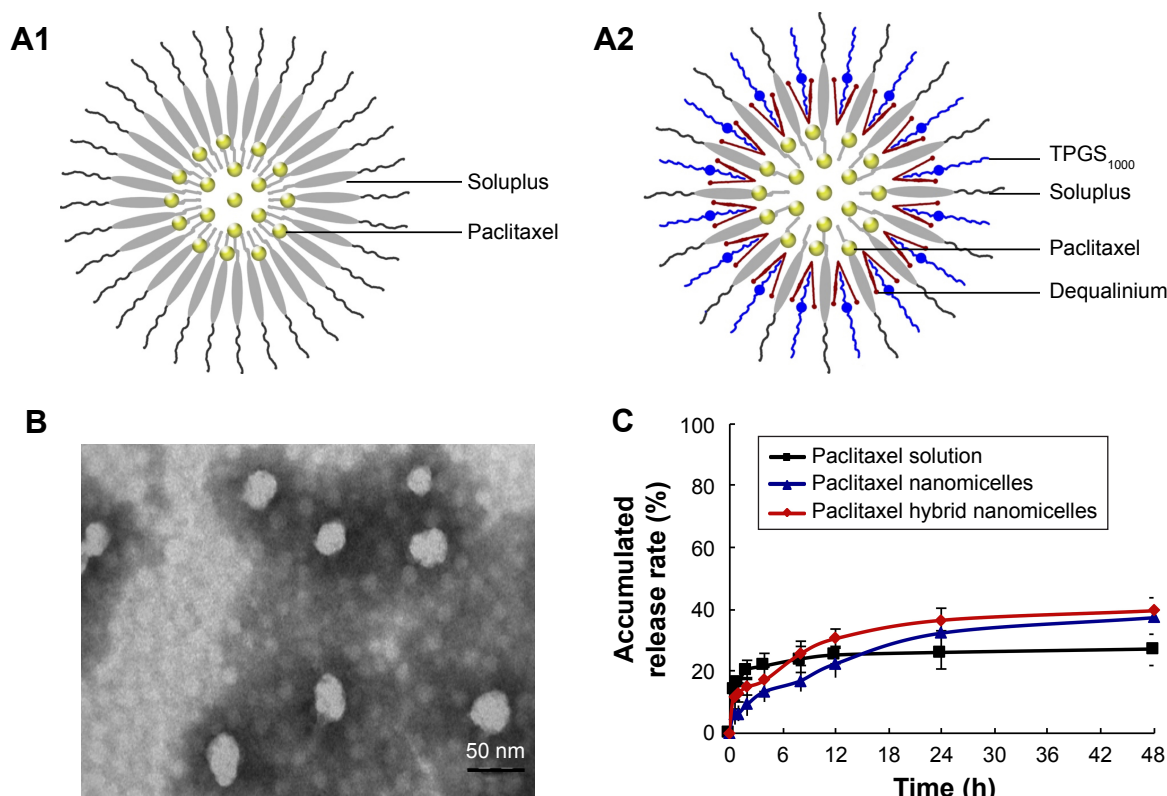 A1
Soluplus
Paclitaxel
A2
TPGS1000
Soluplus
Paclitaxel
Dequalinium
B
50 nm
C
Accumulated
release rate (%)
100
80
60
40
20
0
Paclitaxel solution
Paclitaxel nanomicelles
Paclitaxel hybrid nanomicelles
0 6 12 18 24 30 36 42 48
Time (h)